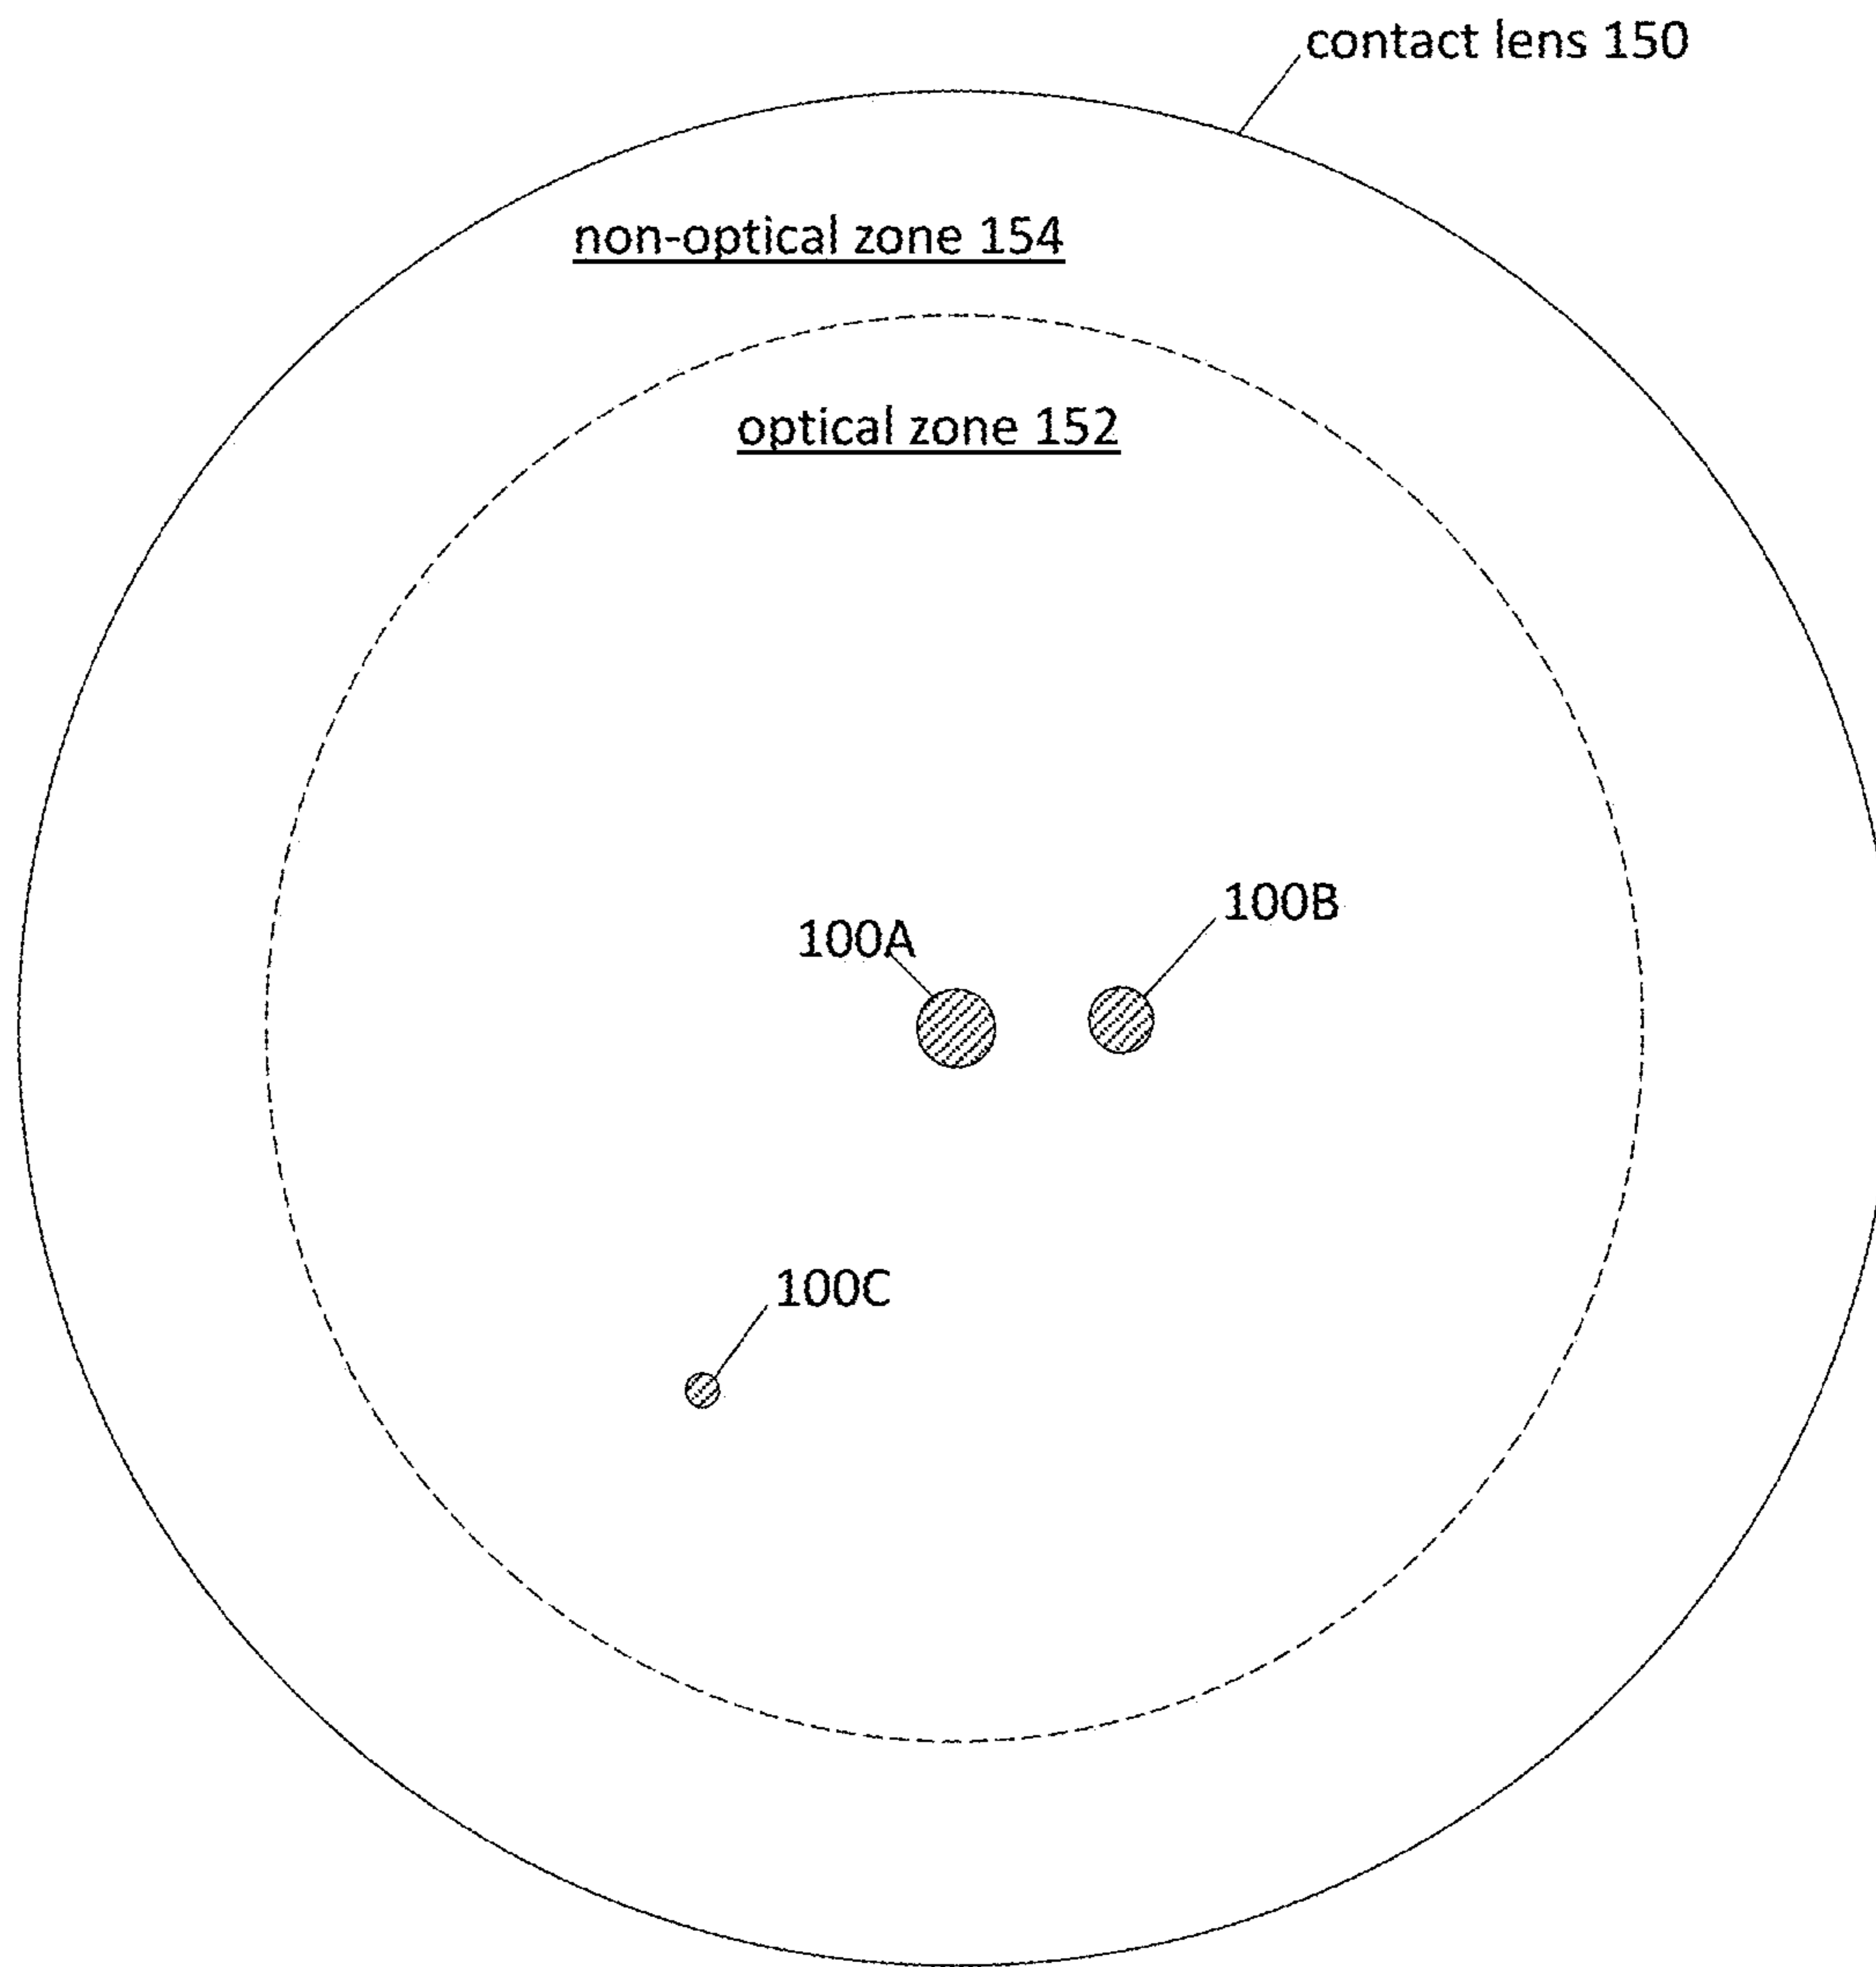 contact lens 150
non-optical zone 154
optical zone 152
100B
100A
100C